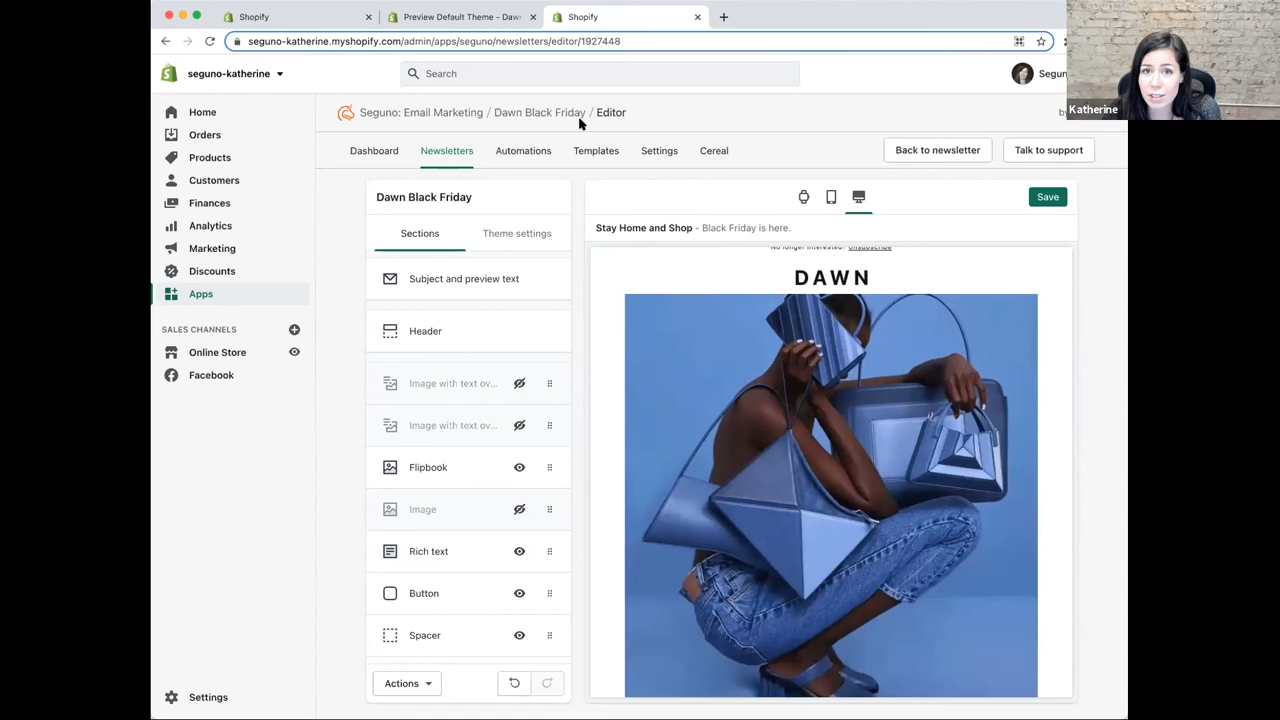 Shopify
Preview Default Theme - Daw
Shopify
seguno-katherine.myshopify.com/admin/apps/seguno/newsletters/editor/1927448
seguno-katherine
Search
Segun
Katherine
Home
Orders
Products
Customers
Finances
Analytics
Marketing
Discounts
Apps
SALES CHANNELS
Online Store
Facebook
Settings
Seguno: Email Marketing / Dawn Black Friday / Editor
Dashboard
Newsletters
Automations
Templates
Settings
Cereal
Back to newsletter
Talk to support
Dawn Black Friday
Sections
Theme settings
Subject and preview text
Header
Image with text ov...
Image with text ov...
Flipbook
Image
Rich text
Button
Spacer
Actions
Save
Stay Home and Shop - Black Friday is here.
No longer interested? Unsubscribe
DAWN